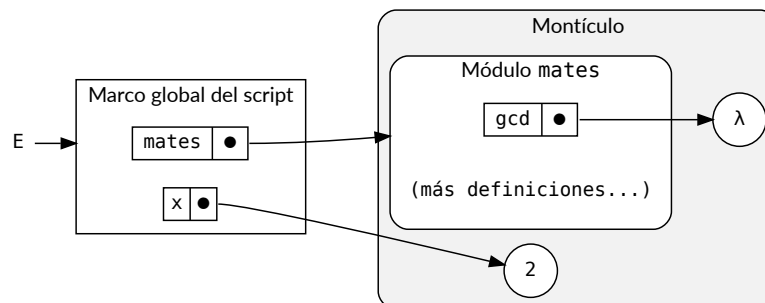 Montículo
Módulo mates
Marco global del script
gcd
λ
E
mates
x
(más definiciones...)
2